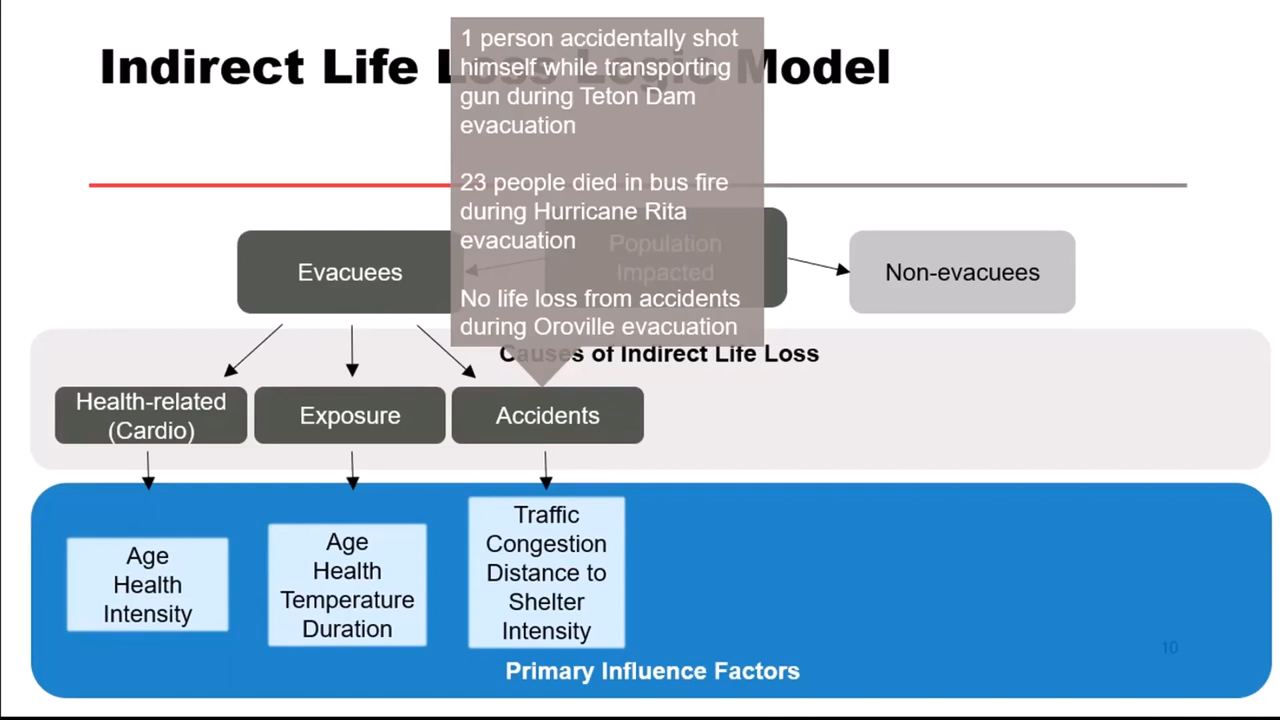 Indirect Life Loss Logic Model
1 person accidentally shot
himself while transporting
gun during Teton Dam
evacuation
23 people died in bus fire
during Hurricane Rita
evacuation
No life loss from accidents
during Oroville evacuation
Evacuees
Population
Impacted
Non-evacuees
Causes of Indirect Life Loss
Health-related
(Cardio)
Exposure
Accidents
Age
Health
Intensity
Age
Health
Temperature
Duration
Traffic
Congestion
Distance to
Shelter
Intensity
10
Primary Influence Factors